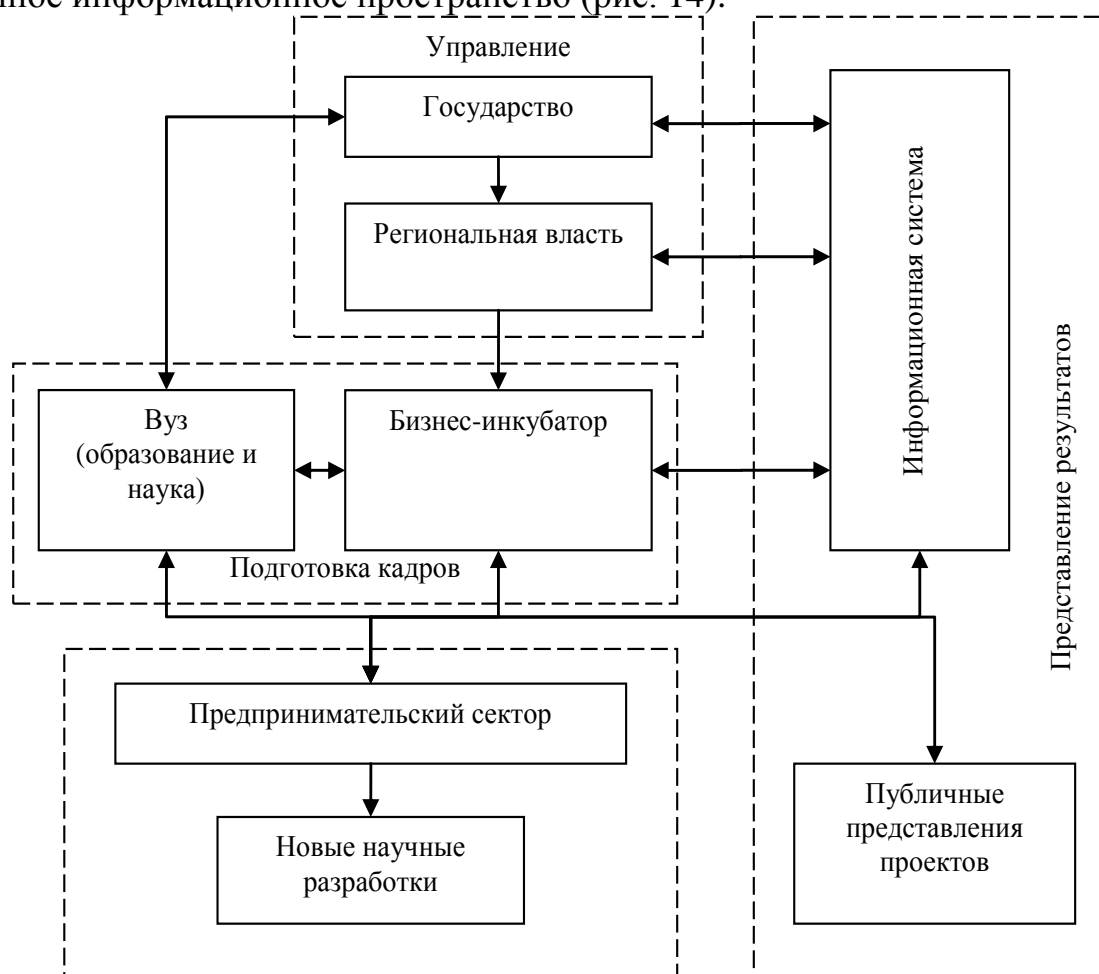 информационное пространство (рис. 14).
Управление
Государство
Региональная власть
Информационная система
Представление результатов
Вуз
(образование и
наука)
Бизнес-инкубатор
Подготовка кадров
Предпринимательский сектор
Новые научные
разработки
Публичные
представления
проектов